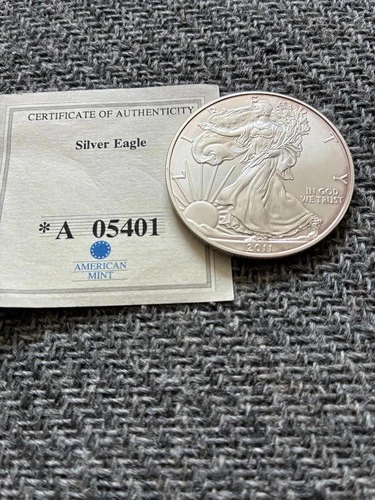 CERTIFICATE OF AUTHENTICITY
Silver Eagle
*A 05401
AMERICAN
MINT
LIBERTY
IN GOD
WE TRUST
2011